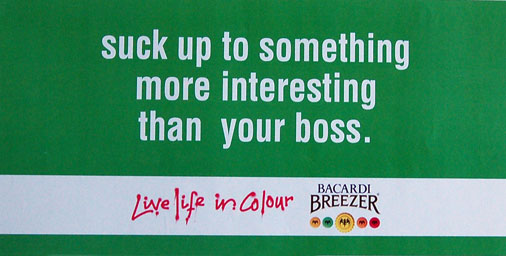 suck up to something
more interesting
than your boss.
Live life in Colour
BACARDI
BREEZER